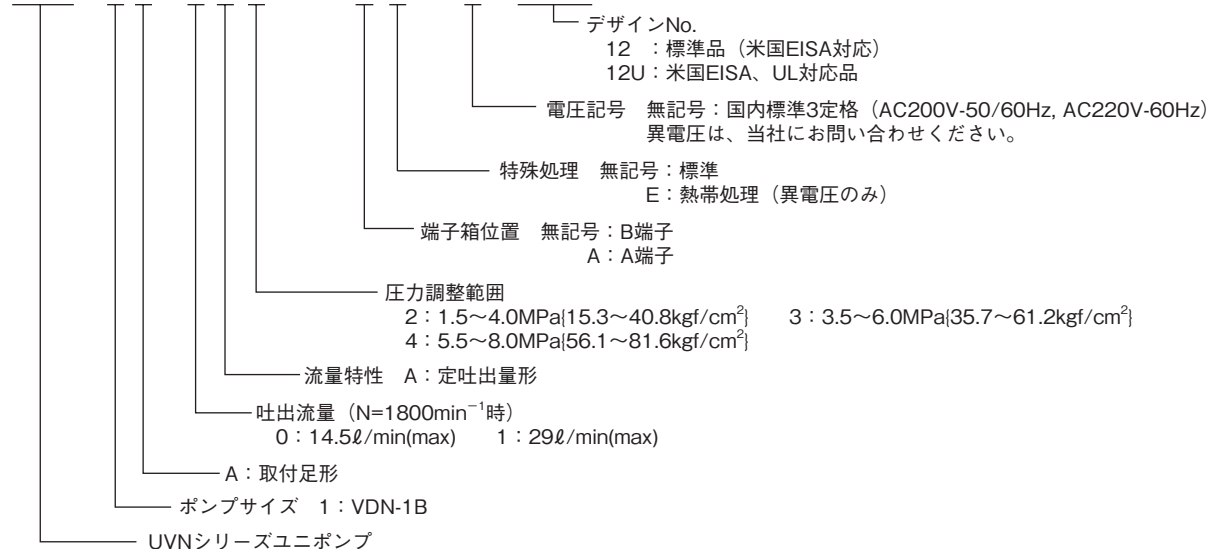 デザインNo.
12 ：標準品（米国EISA対応）
12U：米国EISA、UL対応品
電圧記号 無記号：国内標準3定格（AC200V-50/60Hz, AC220V-60Hz）
異電圧は、当社にお問い合わせください。
特殊処理 無記号：標準
E：熱帯処理（異電圧のみ）
端子箱位置 無記号：B端子
A：A端子
圧力調整範囲
2：1.5～4.0MPa{15.3～40.8kgf/cm²} 3：3.5～6.0MPa{35.7～61.2kgf/cm²}
4：5.5～8.0MPa{56.1～81.6kgf/cm²}
流量特性 A：定吐出量形
吐出流量（N=1800min⁻¹時）
0：14.5ℓ/min(max) 1：29ℓ/min(max)
A：取付足形
ポンプサイズ 1：VDN-1B
UVNシリーズユニポンプ